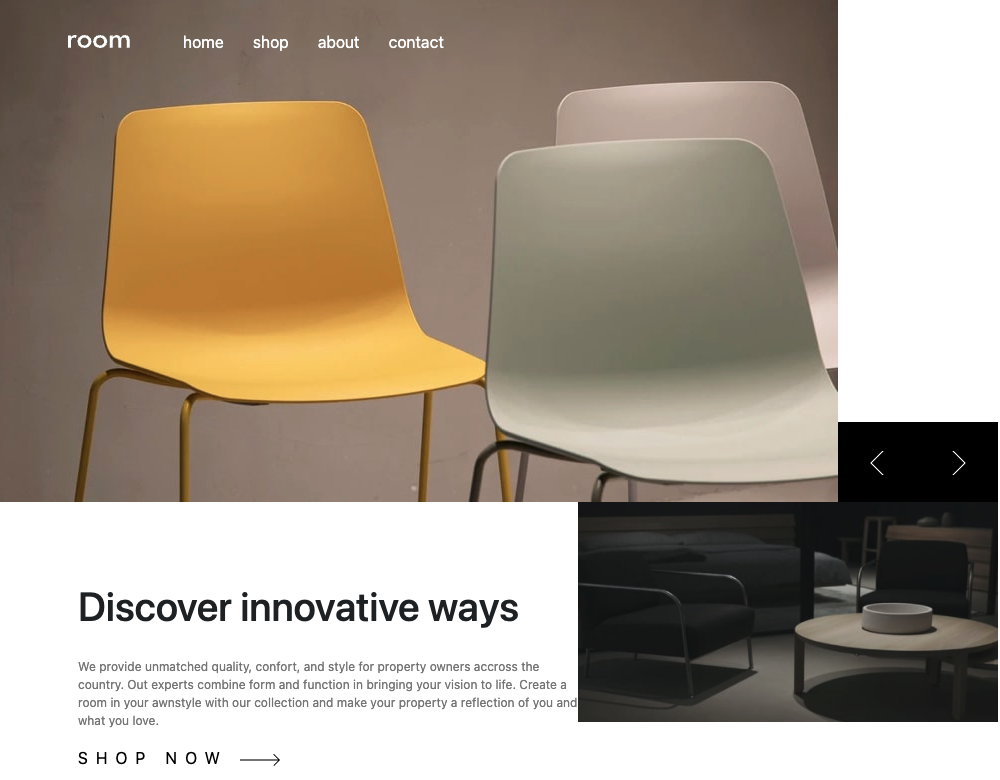 room
home shop about contact
Discover innovative ways
We provide unmatched quality, confort, and style for property owners accross the
country. Out experts combine form and function in bringing your vision to life. Create a
room in your awnstyle with our collection and make your property a reflection of you and
what you love.
SHOP NOW